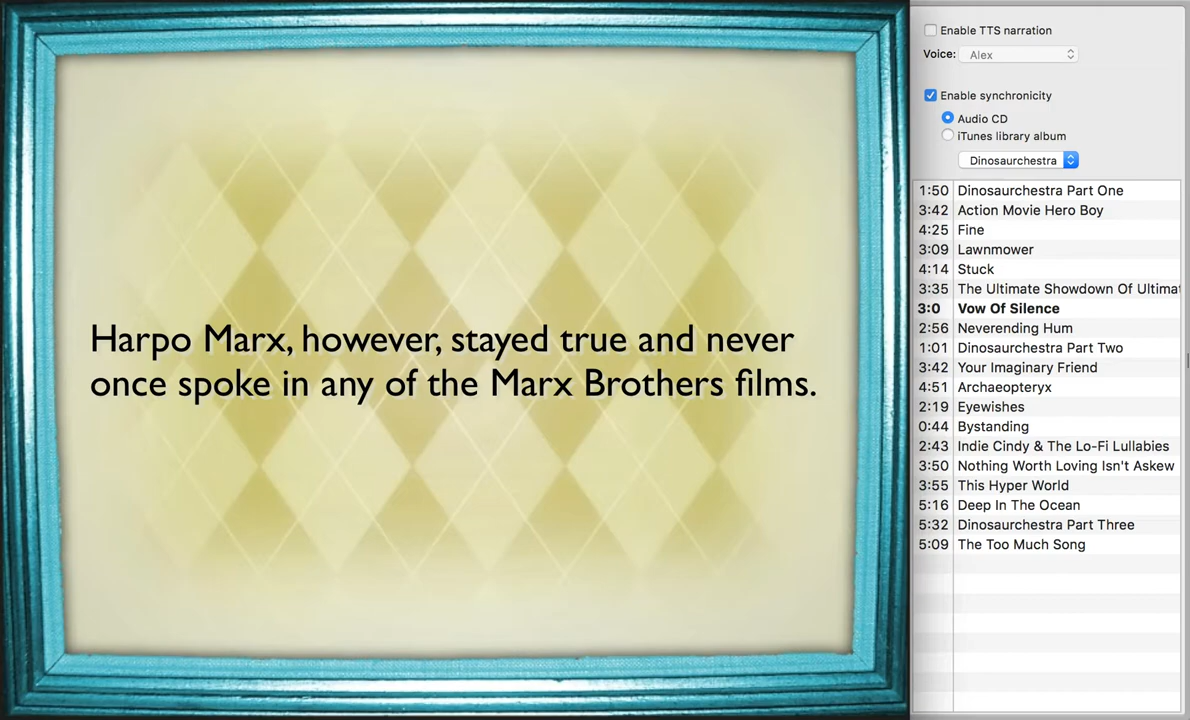 Harpo Marx, however, stayed true and never
once spoke in any of the Marx Brothers films.
Enable TTS narration
Voice: Alex
Enable synchronicity
Audio CD
iTunes library album
Dinosaurchestra
1:50 Dinosaurchestra Part One
3:42 Action Movie Hero Boy
4:25 Fine
3:09 Lawnmower
4:14 Stuck
3:35 The Ultimate Showdown Of Ultimat
3:0 Vow Of Silence
2:56 Neverending Hum
1:01 Dinosaurchestra Part Two
3:42 Your Imaginary Friend
4:51 Archaeopteryx
2:19 Eyewishes
0:44 Bystanding
2:43 Indie Cindy & The Lo-Fi Lullabies
3:50 Nothing Worth Loving Isn't Askew
3:55 This Hyper World
5:16 Deep In The Ocean
5:32 Dinosaurchestra Part Three
5:09 The Too Much Song